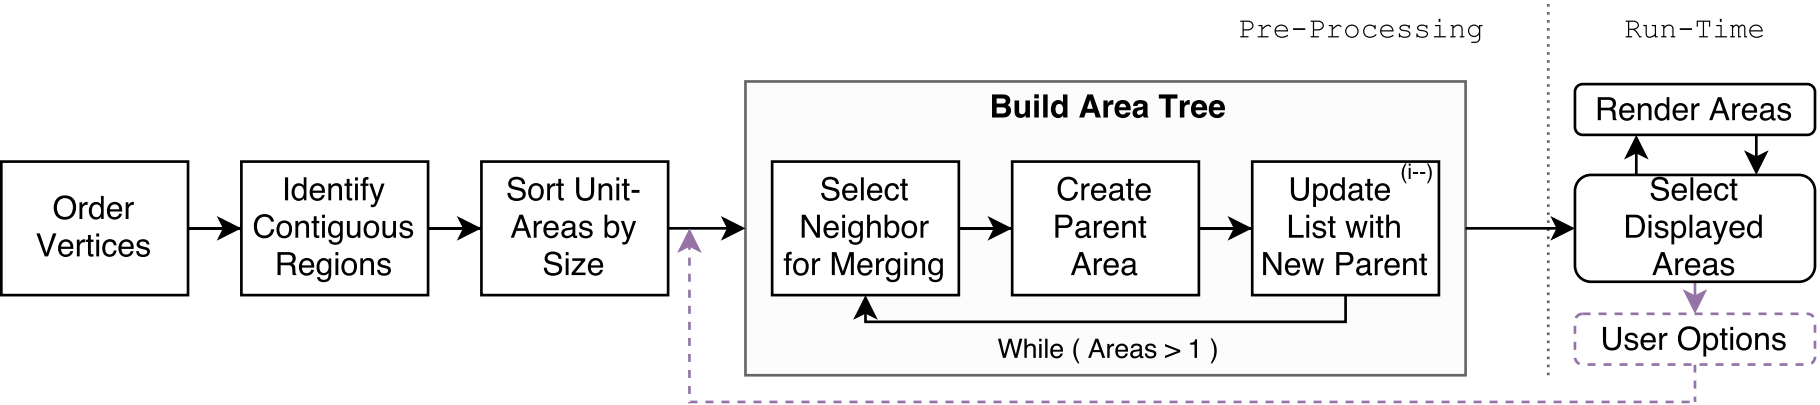 Pre-Processing
Run-Time
Order
Vertices
Identify
Contiguous
Regions
Sort Unit-
Areas by
Size
Build Area Tree
Select
Neighbor
for Merging
Create
Parent
Area
Update (i--)
List with
New Parent
While ( Areas > 1 )
Render Areas
Select
Displayed
Areas
User Options